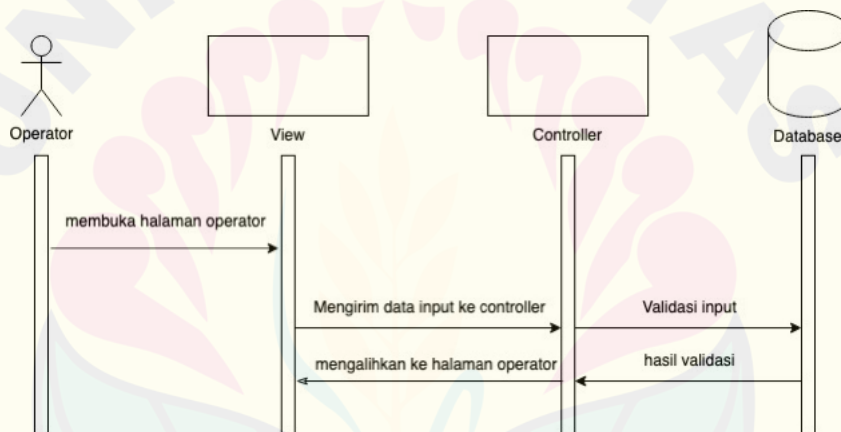 Operator
View
Controller
Database
membuka halaman operator
Mengirim data input ke controller
Validasi input
mengalihkan ke halaman operator
hasil validasi